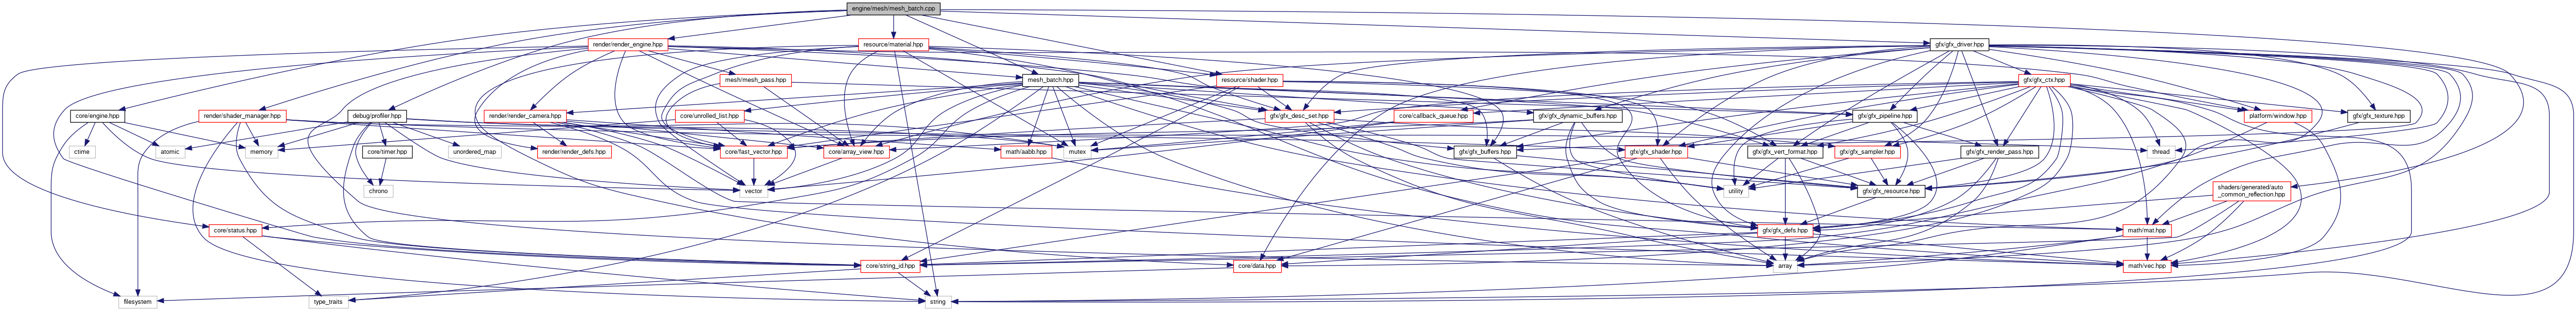 engine/mesh/mesh_batch.cpp
render/render_engine.hpp
resource/material.hpp
gfx/gfx_driver.hpp
mesh/mesh_pass.hpp
mesh_batch.hpp
resource/shader.hpp
gfx/gfx_ctx.hpp
core/engine.hpp
render/shader_manager.hpp
debug/profiler.hpp
render/render_camera.hpp
core/unrolled_list.hpp
gfx/gfx_desc_set.hpp
core/callback_queue.hpp
gfx/gfx_dynamic_buffers.hpp
gfx/gfx_pipeline.hpp
platform/window.hpp
gfx/gfx_texture.hpp
ctime
atomic
memory
core/timer.hpp
unordered_map
render/render_defs.hpp
core/fast_vector.hpp
core/array_view.hpp
math/aabb.hpp
mutex
gfx/gfx_buffers.hpp
gfx/gfx_shader.hpp
gfx/gfx_vert_format.hpp
gfx/gfx_sampler.hpp
gfx/gfx_render_pass.hpp
thread
chrono
vector
utility
gfx/gfx_resource.hpp
shaders/generated/auto
_common_reflection.hpp
core/status.hpp
gfx/gfx_defs.hpp
math/mat.hpp
core/string_id.hpp
core/data.hpp
array
math/vec.hpp
filesystem
type_traits
string